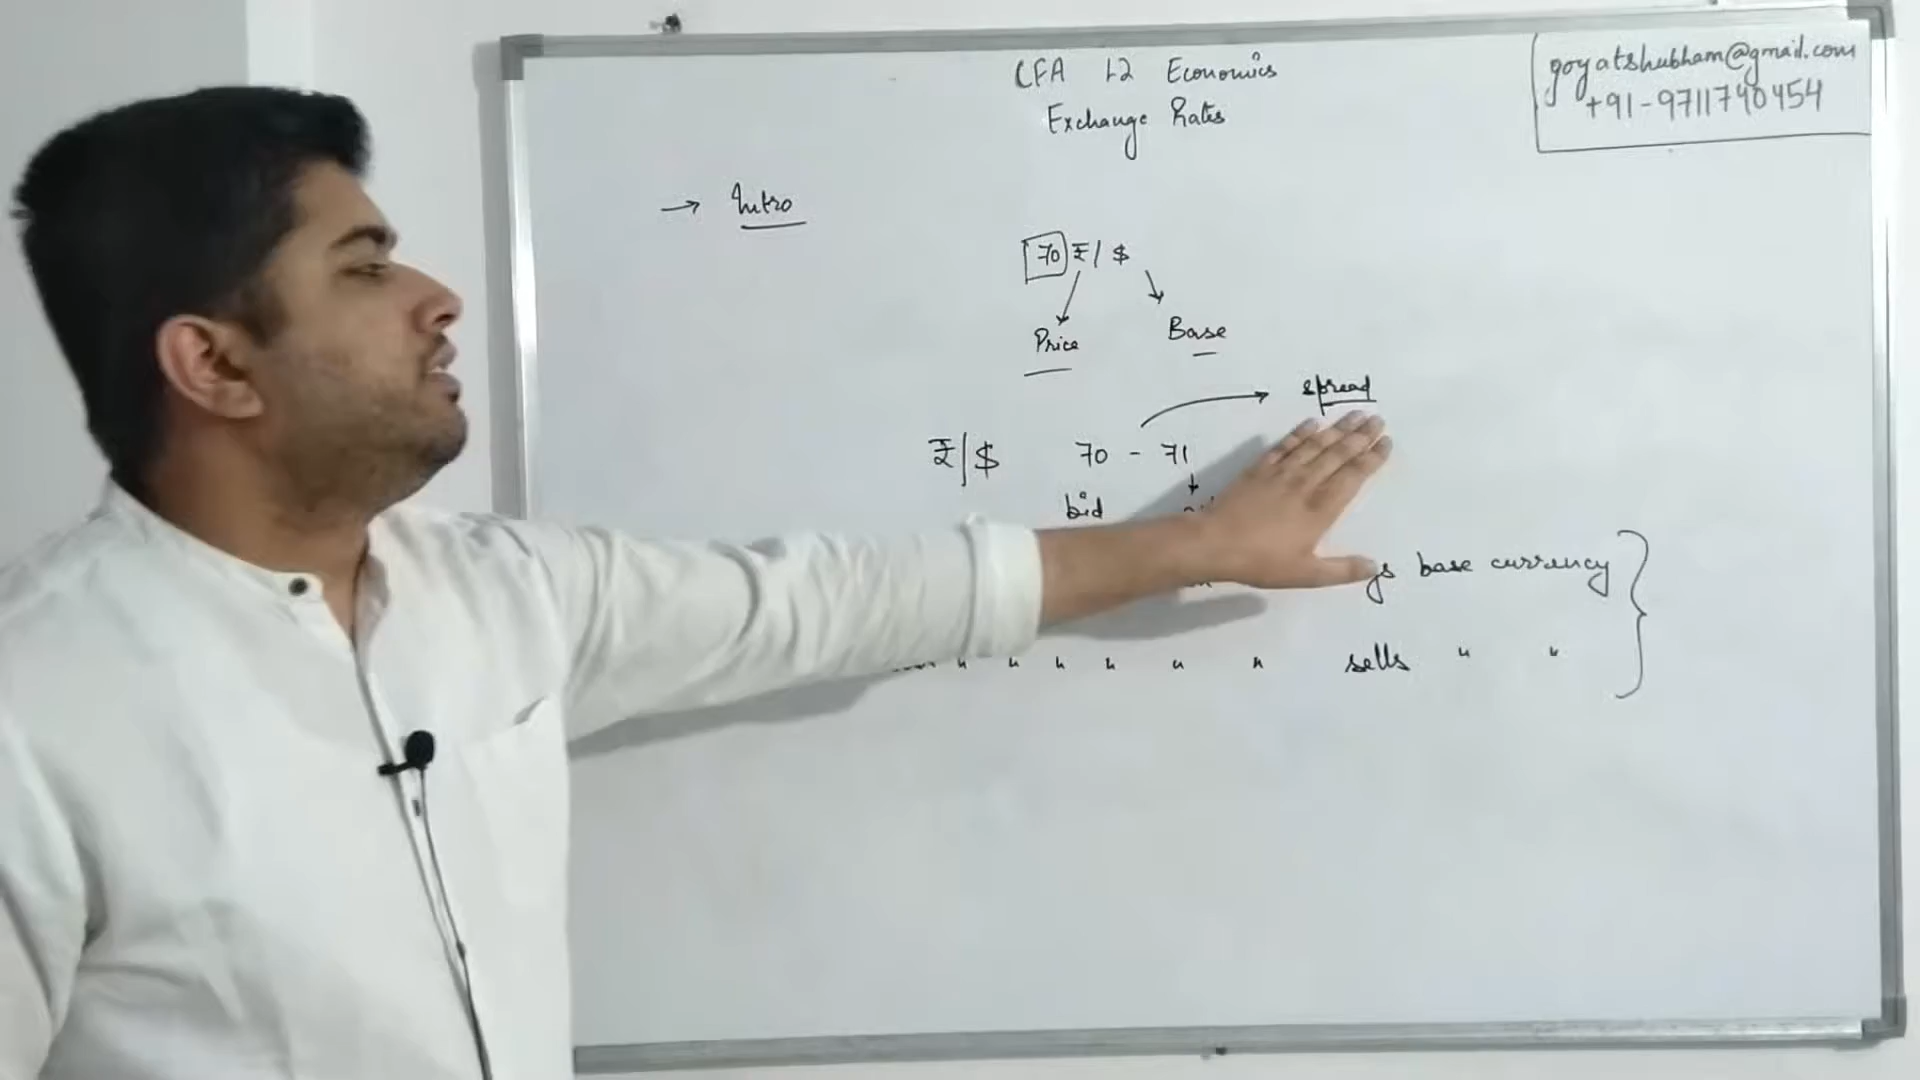 CFA L2 Economics
Exchange Rates
goyatshubham@gmail.com
+91-9711740454
→ Intro
70 ₹/$
Price
Base
spread
₹/$ 70 - 71
bid
base currency
" " " " " " sells " "